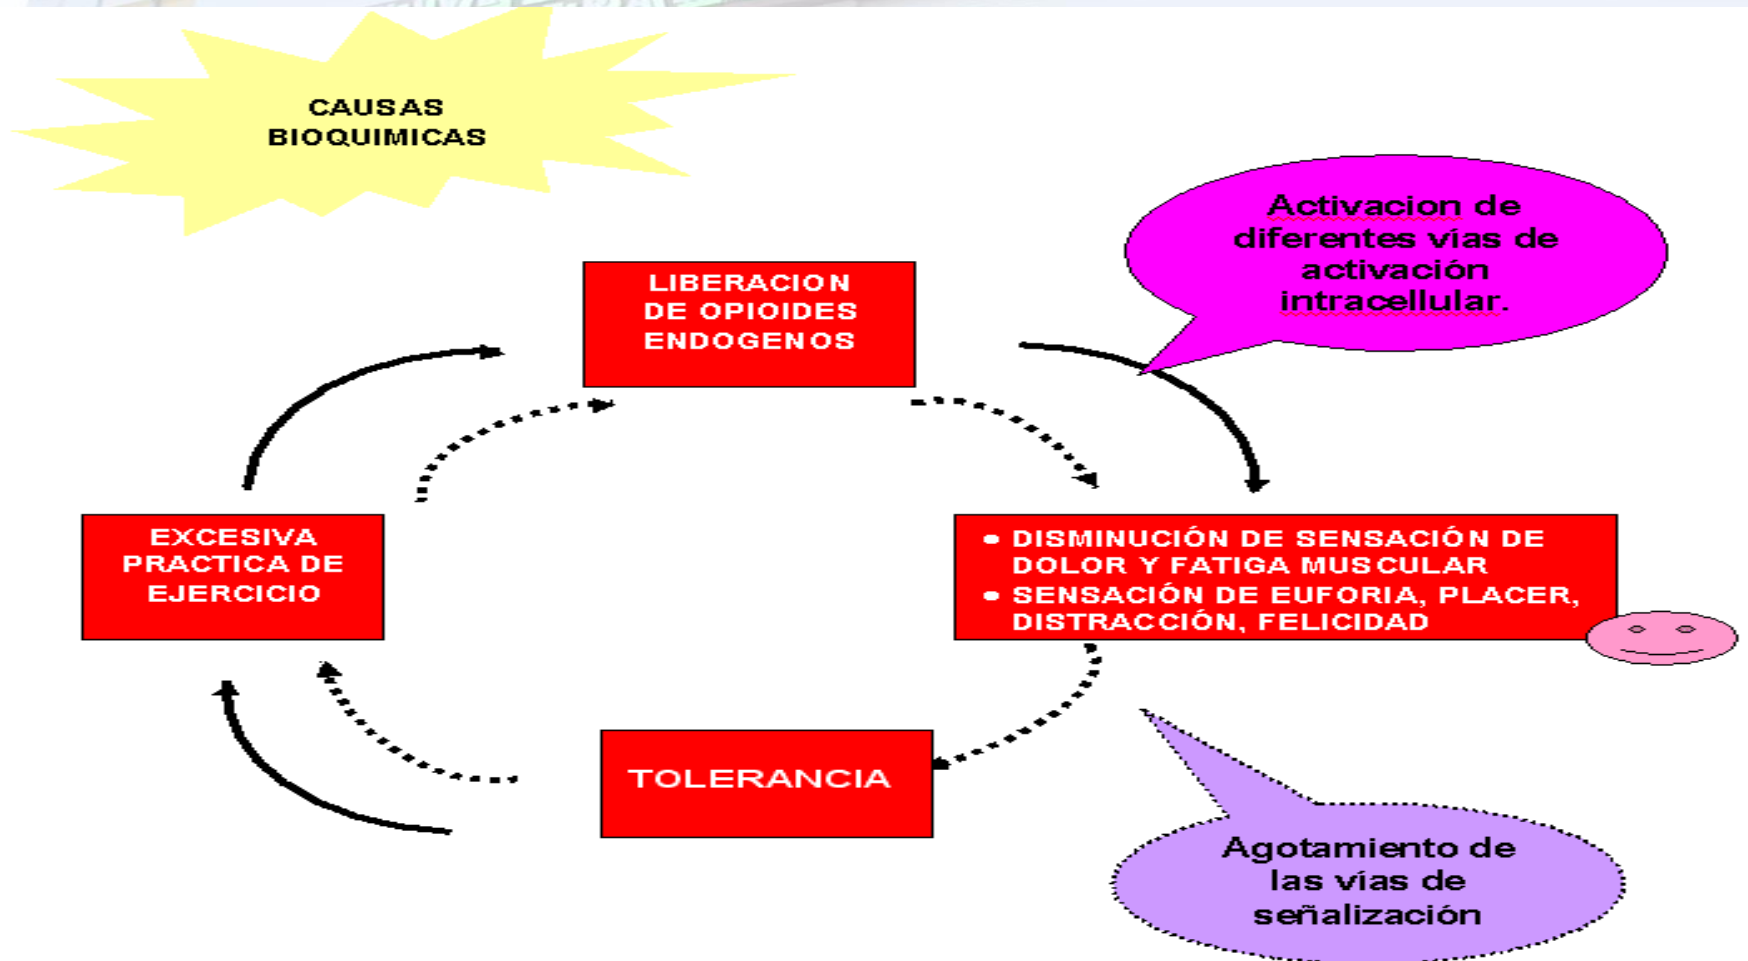 CAUSAS
BIOQUIMICAS
Activacion de
diferentes vías de
activación
intracellular.
LIBERACION
DE OPIOIDES
ENDOGENOS
EXCESIVA
PRACTICA DE
EJERCICIO
• DISMINUCIÓN DE SENSACIÓN DE
DOLOR Y FATIGA MUSCULAR
• SENSACIÓN DE EUFORIA, PLACER,
DISTRACCIÓN, FELICIDAD
TOLERANCIA
Agotamiento de
las vías de
señalización